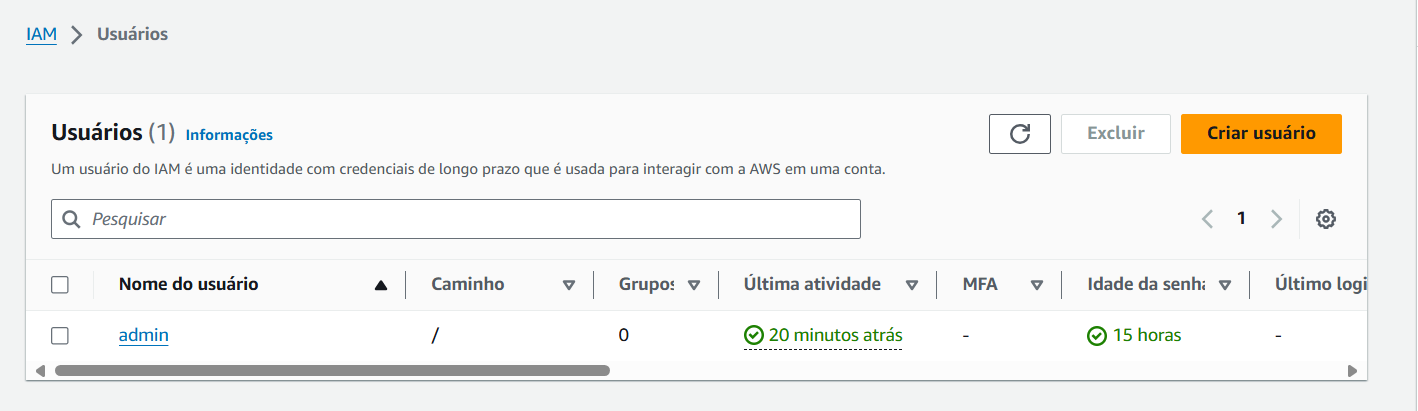 IAM > Usuários
Usuários (1) Informações
Excluir
Criar usuário
Um usuário do IAM é uma identidade com credenciais de longo prazo que é usada para interagir com a AWS em uma conta.
Pesquisar
1
Nome do usuário Caminho Grupos Última atividade MFA Idade da senha Último logi
admin / 0 20 minutos atrás - 15 horas -